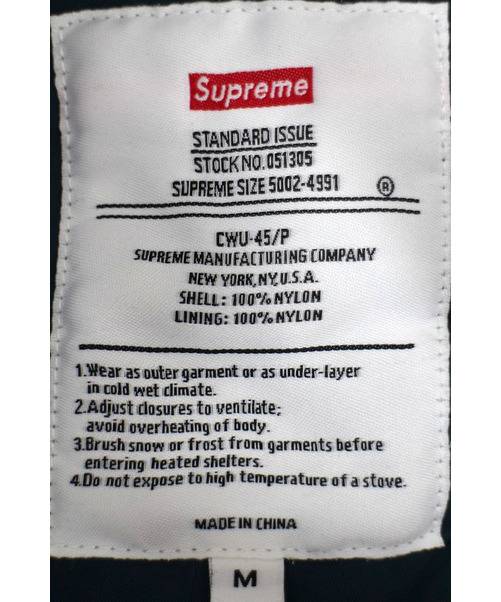 Supreme
STANDARD ISSUE
STOCK NO. 051305
SUPREME SIZE 5002-4991 ®
CWU-45/P
SUPREME MANUFACTURING COMPANY
NEW YORK, NY, U.S.A.
SHELL: 100% NYLON
LINING: 100% NYLON
1.Wear as outer garment or as under-layer
in cold wet climate.
2.Adjust closures to ventilate;
avoid overheating of body.
3.Brush snow or frost from garments before
entering heated shelters.
4.Do not expose to high temperature of a stove.
MADE IN CHINA
M